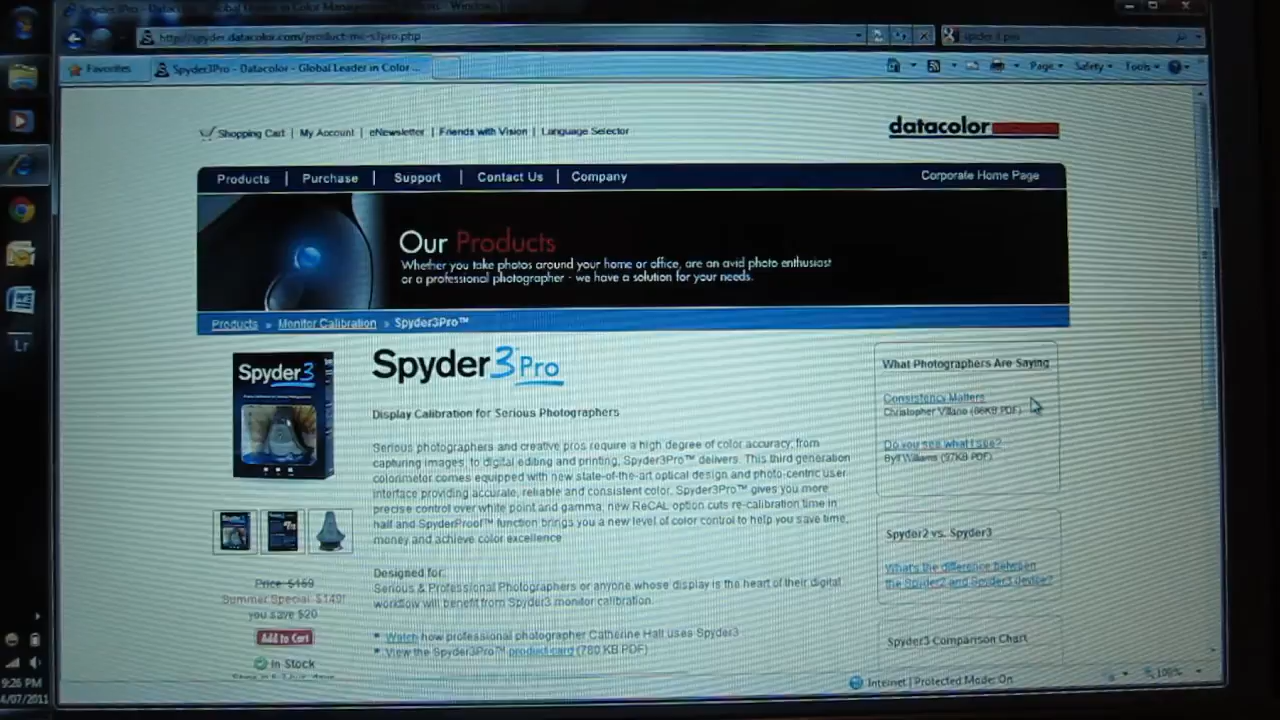 Spyder3Pro - Datacolor - Global Leader in Color Management Solutions - Windows
http://spyder.datacolor.com/product-mc-s3pro.php
spyder 3 pro
Favorites
Spyder3Pro - Datacolor - Global Leader in Color ...
Page
Safety
Tools
Shopping Cart | My Account | eNewsletter | Friends with Vision | Language Selector
datacolor
Products | Purchase | Support | Contact Us | Company
Corporate Home Page
Our Products
Whether you take photos around your home or office, are an avid photo enthusiast
or a professional photographer - we have a solution for your needs.
Products » Monitor Calibration » Spyder3Pro™
Spyder3
Spyder3Pro
Display Calibration for Serious Photographers
Serious photographers and creative pros require a high degree of color accuracy, from
capturing images, to digital editing and printing, Spyder3Pro™ delivers. This third generation
colorimeter comes equipped with new state-of-the-art optical design and photo-centric user
interface providing accurate, reliable and consistent color. Spyder3Pro™ gives you more
precise control over white point and gamma, new ReCAL option cuts re-calibration time in
half and SpyderProof™ function brings you a new level of color control to help you save time,
money and achieve color excellence
Designed for:
Serious & Professional Photographers or anyone whose display is the heart of their digital
workflow will benefit from Spyder3 monitor calibration.
Watch how professional photographer Catherine Hall uses Spyder3
View the Spyder3Pro™ product card (780 KB PDF)
Price: $169
Summer Special: $149!
you save $20
Add to Cart
In Stock
What Photographers Are Saying
Consistency Matters
Christopher Villano (86KB PDF)
Do you see what I see?
Byll Williams (97KB PDF)
Spyder2 vs. Spyder3
What's the difference between
the Spyder2 and Spyder3 device?
Spyder3 Comparison Chart
Internet | Protected Mode: On
100%
Lr
9:26 PM
4/07/2011